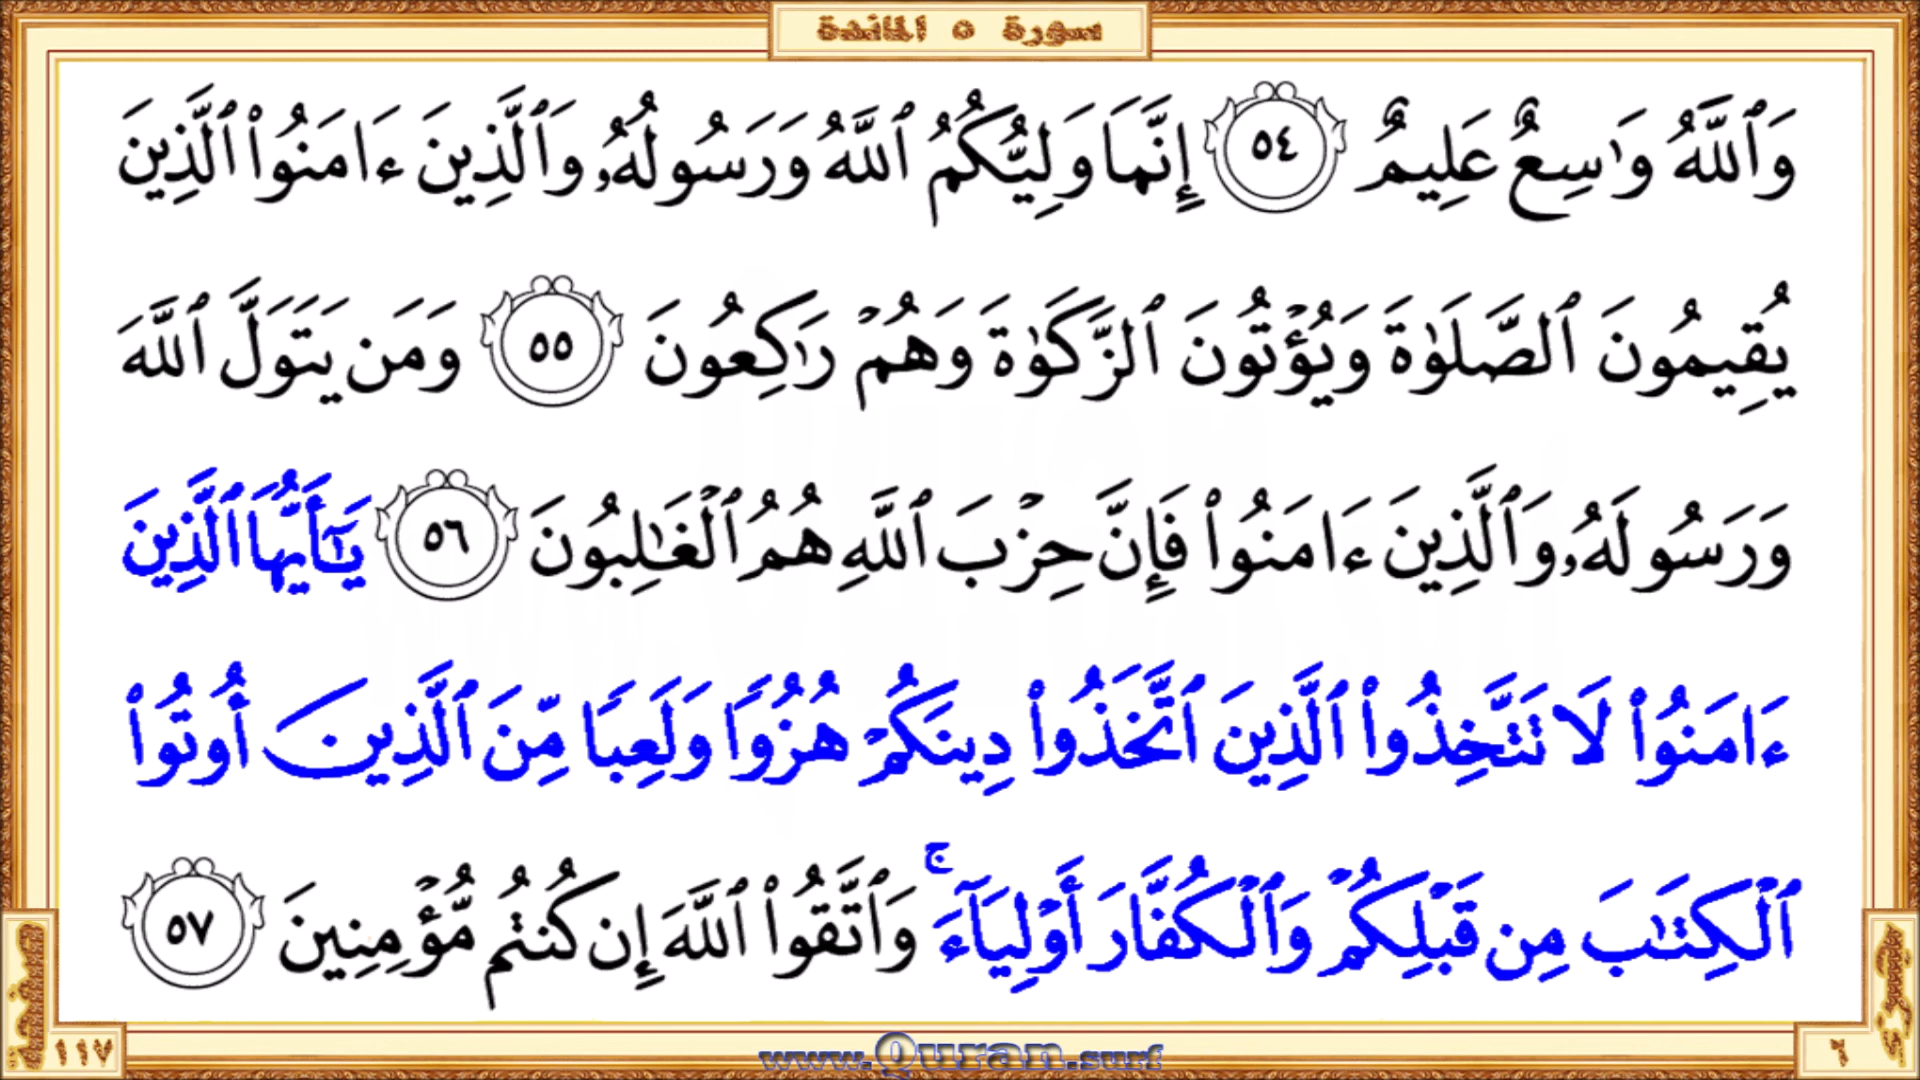 سورة ٥ المائدة
وَٱللَّهُ وَٰسِعٌ عَلِيمٌ ٥٤ إِنَّمَا وَلِيُّكُمُ ٱللَّهُ وَرَسُولُهُۥ وَٱلَّذِينَ ءَامَنُوا۟ ٱلَّذِينَ
يُقِيمُونَ ٱلصَّلَوٰةَ وَيُؤْتُونَ ٱلزَّكَوٰةَ وَهُمْ رَٰكِعُونَ ٥٥ وَمَن يَتَوَلَّ ٱللَّهَ
وَرَسُولَهُۥ وَٱلَّذِينَ ءَامَنُوا۟ فَإِنَّ حِزْبَ ٱللَّهِ هُمُ ٱلْغَٰلِبُونَ ٥٦ يَٰٓأَيُّهَا ٱلَّذِينَ
ءَامَنُوا۟ لَا تَتَّخِذُوا۟ ٱلَّذِينَ ٱتَّخَذُوا۟ دِينَكُمْ هُزُوًا وَلَعِبًا مِّنَ ٱلَّذِينَ أُوتُوا۟
ٱلْكِتَٰبَ مِن قَبْلِكُمْ وَٱلْكُفَّارَ أَوْلِيَآءَ ۚ وَٱتَّقُوا۟ ٱللَّهَ إِن كُنتُم مُّؤْمِنِينَ ٥٧
صفحة ١١٧
www.Quran.surf
جزء ٦